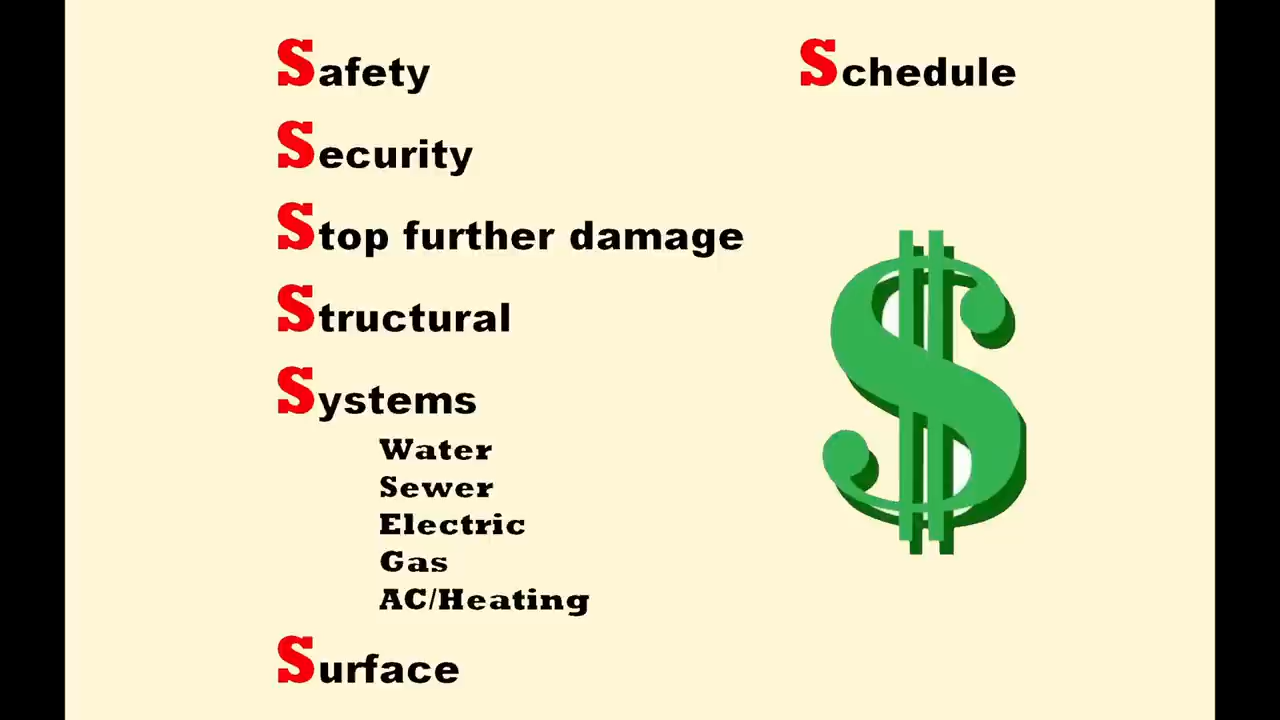 Safety
Security
Stop further damage
Structural
Systems
Water
Sewer
Electric
Gas
AC/Heating
Surface
Schedule
$